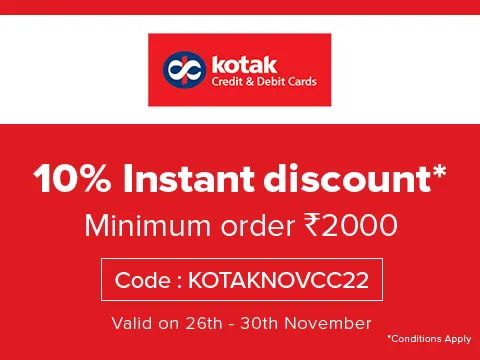 kotak
Credit & Debit Cards
10% Instant discount*
Minimum order ₹2000
Code : KOTAKNOVCC22
Valid on 26th - 30th November
*Conditions Apply